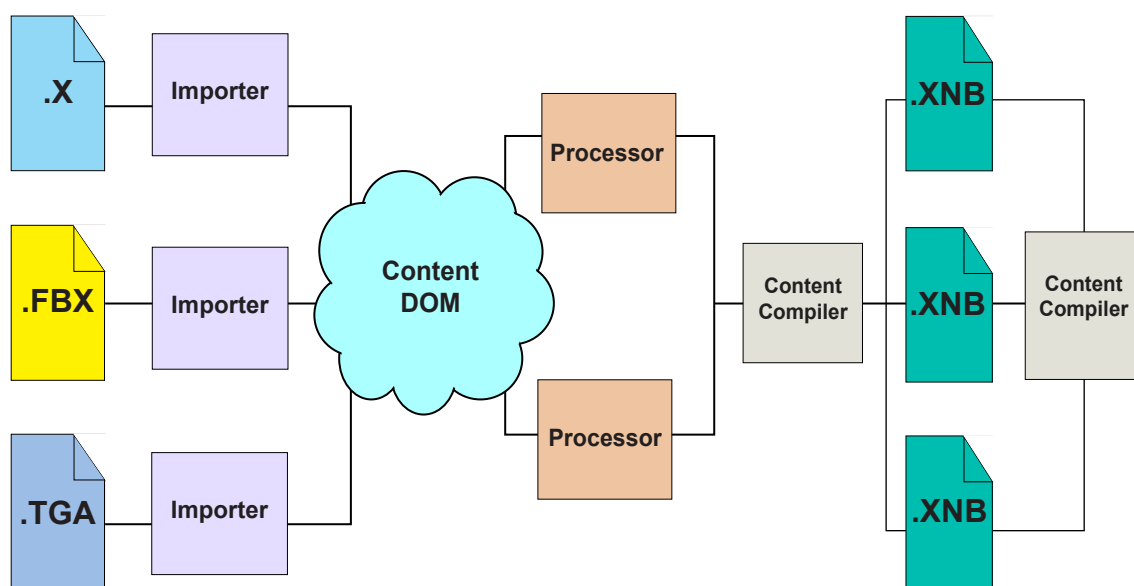 .X
Importer
.FBX
Importer
.TGA
Importer
Content
DOM
Processor
Processor
Content
Compiler
.XNB
.XNB
.XNB
Content
Compiler